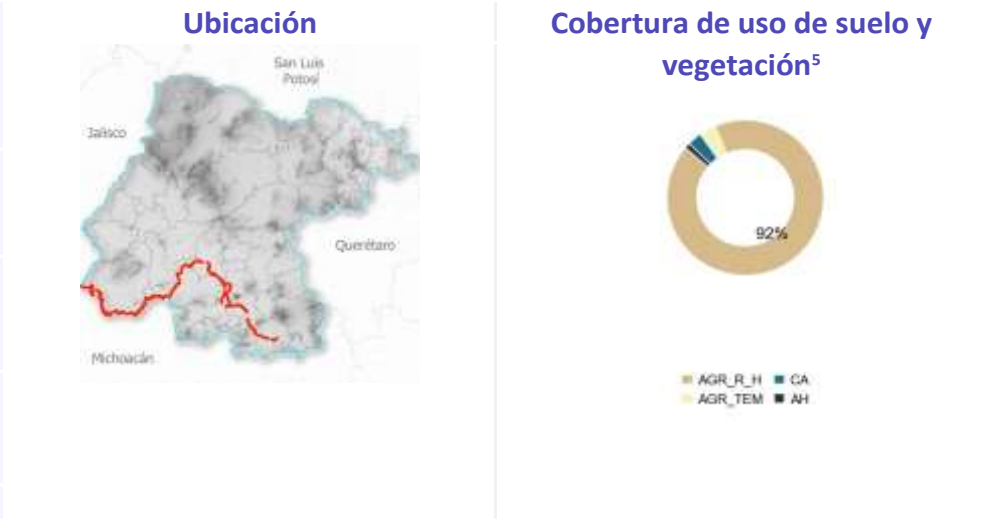 Ubicación
San Luis
Potosí
Jalisco
Querétaro
Michoacán
Cobertura de uso de suelo y
vegetación⁵
92%
AGR_R_H CA
AGR_TEM AH